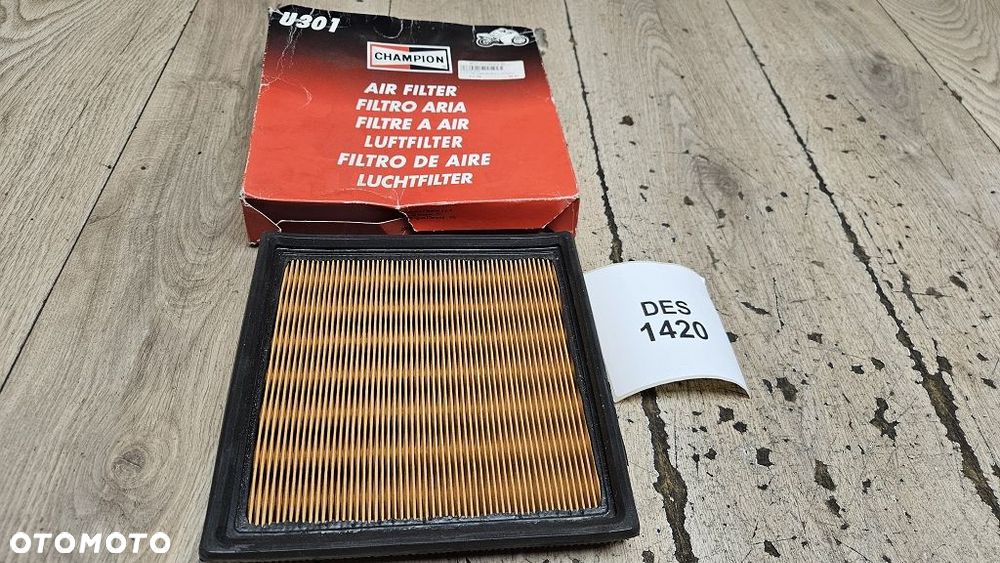 U301
CHAMPION
AIR FILTER
FILTRO ARIA
FILTRE A AIR
LUFTFILTER
FILTRO DE AIRE
LUCHTFILTER
DES
1420
OTOMOTO